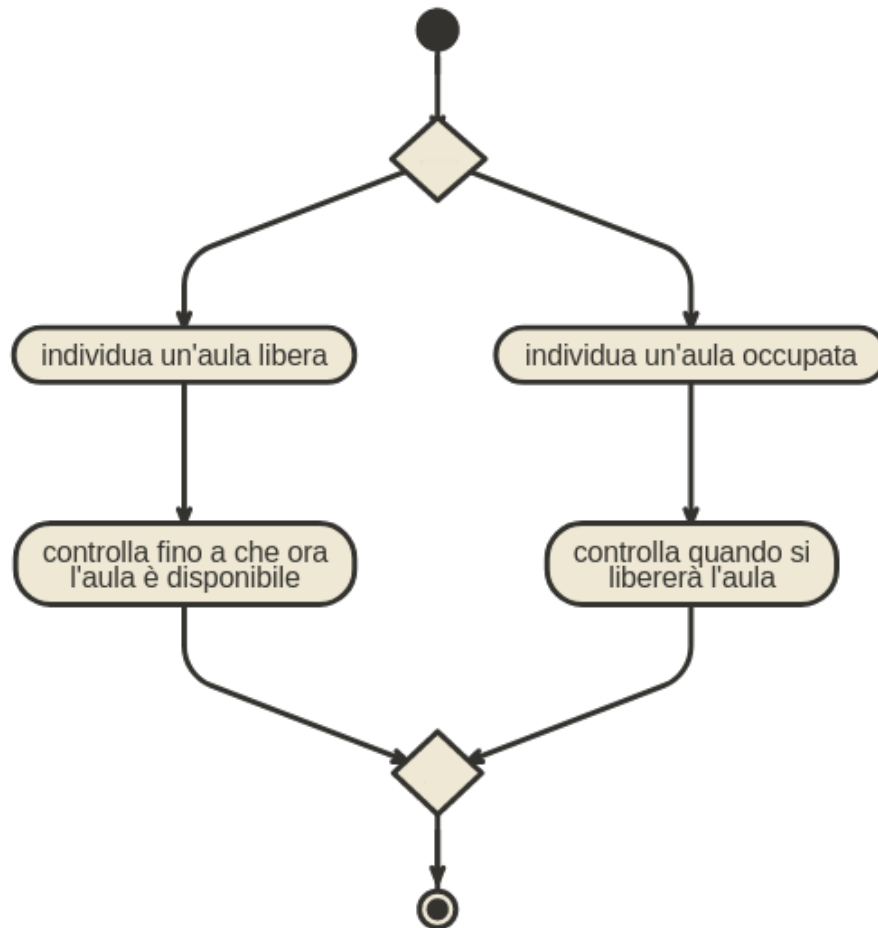 individua un'aula libera
individua un'aula occupata
controlla fino a che ora
l'aula è disponibile
controlla quando si
libererà l'aula